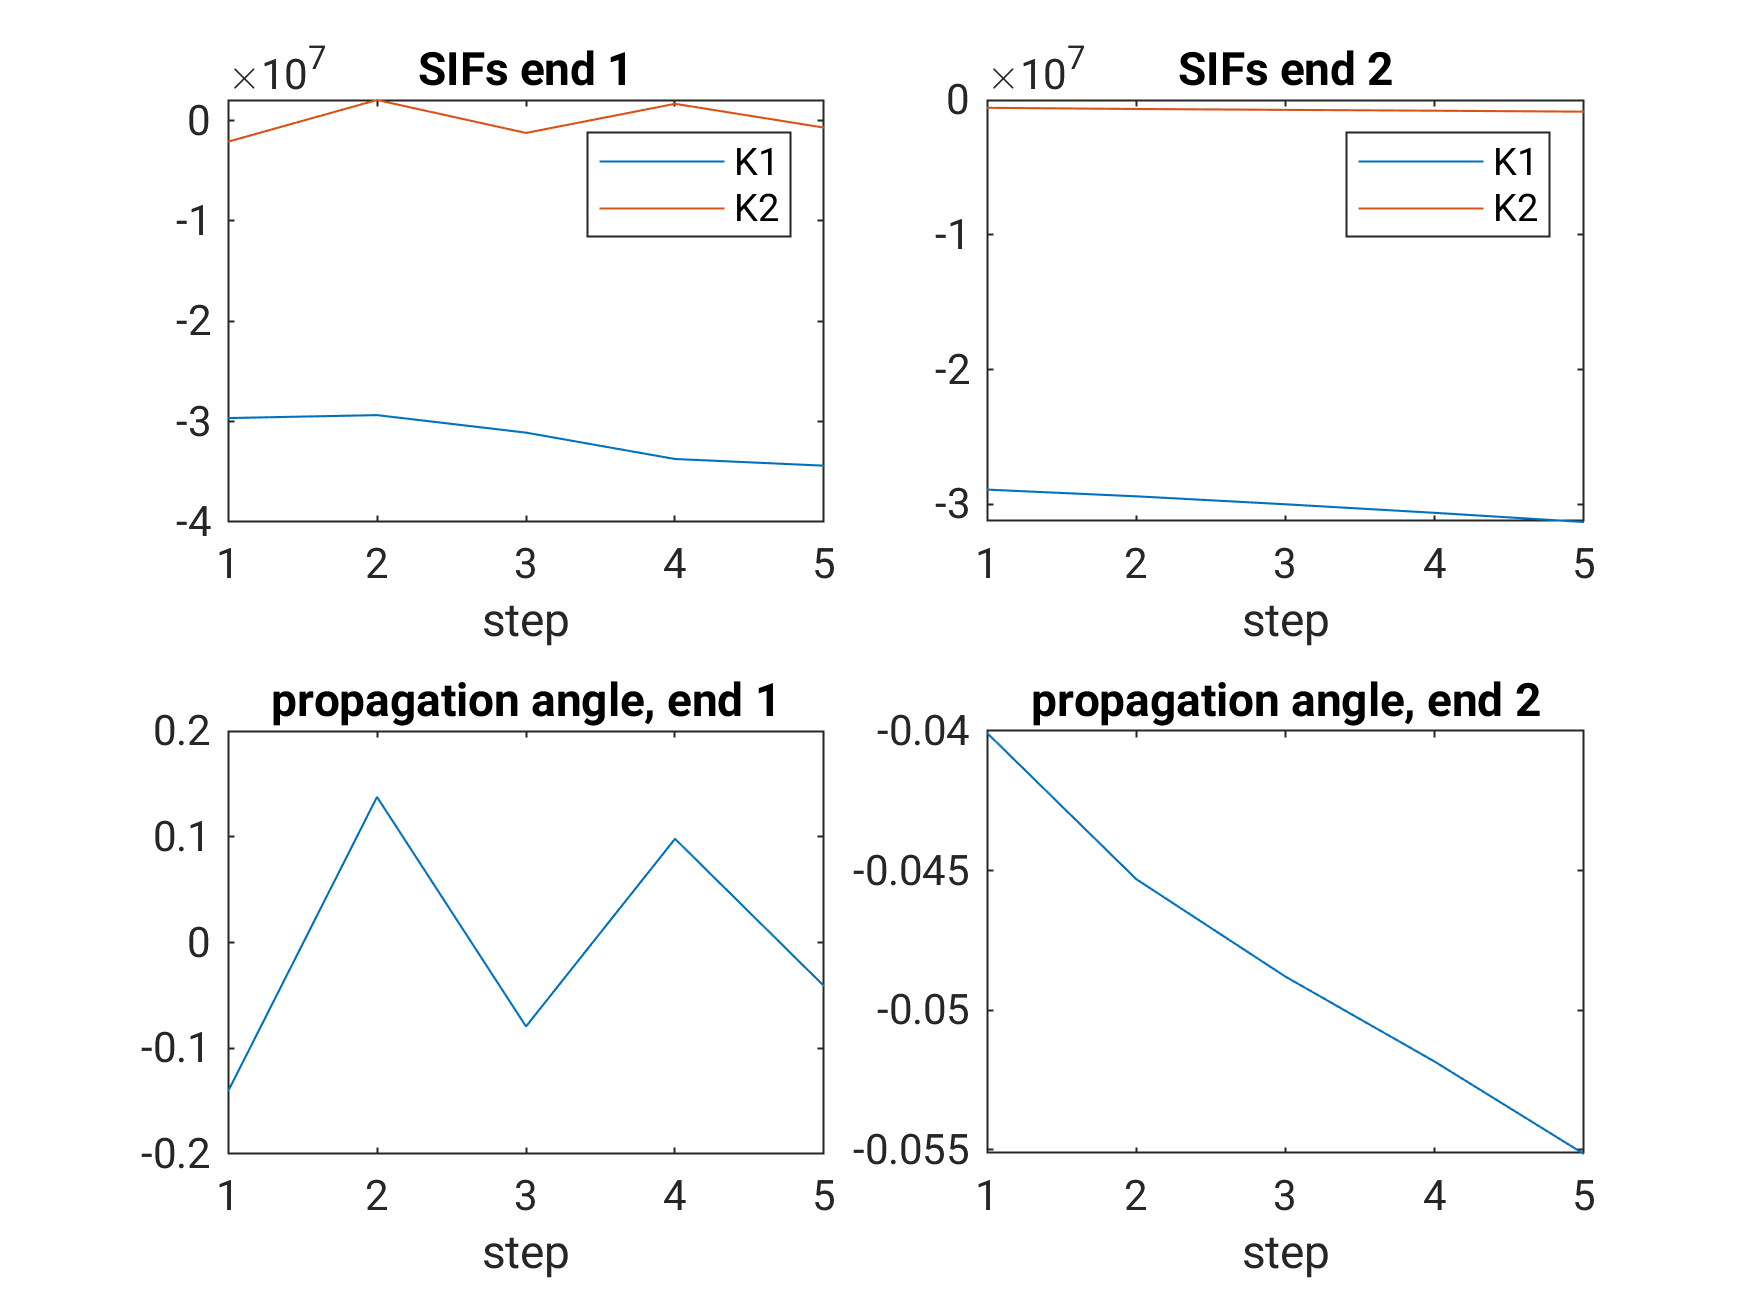 ×10^7
SIFs end 1
0
-1
-2
-3
-4
K1
K2
1 2 3 4 5
step
×10^7
SIFs end 2
0
-1
-2
-3
K1
K2
1 2 3 4 5
step
propagation angle, end 1
0.2
0.1
0
-0.1
-0.2
1 2 3 4 5
step
propagation angle, end 2
-0.04
-0.045
-0.05
-0.055
1 2 3 4 5
step